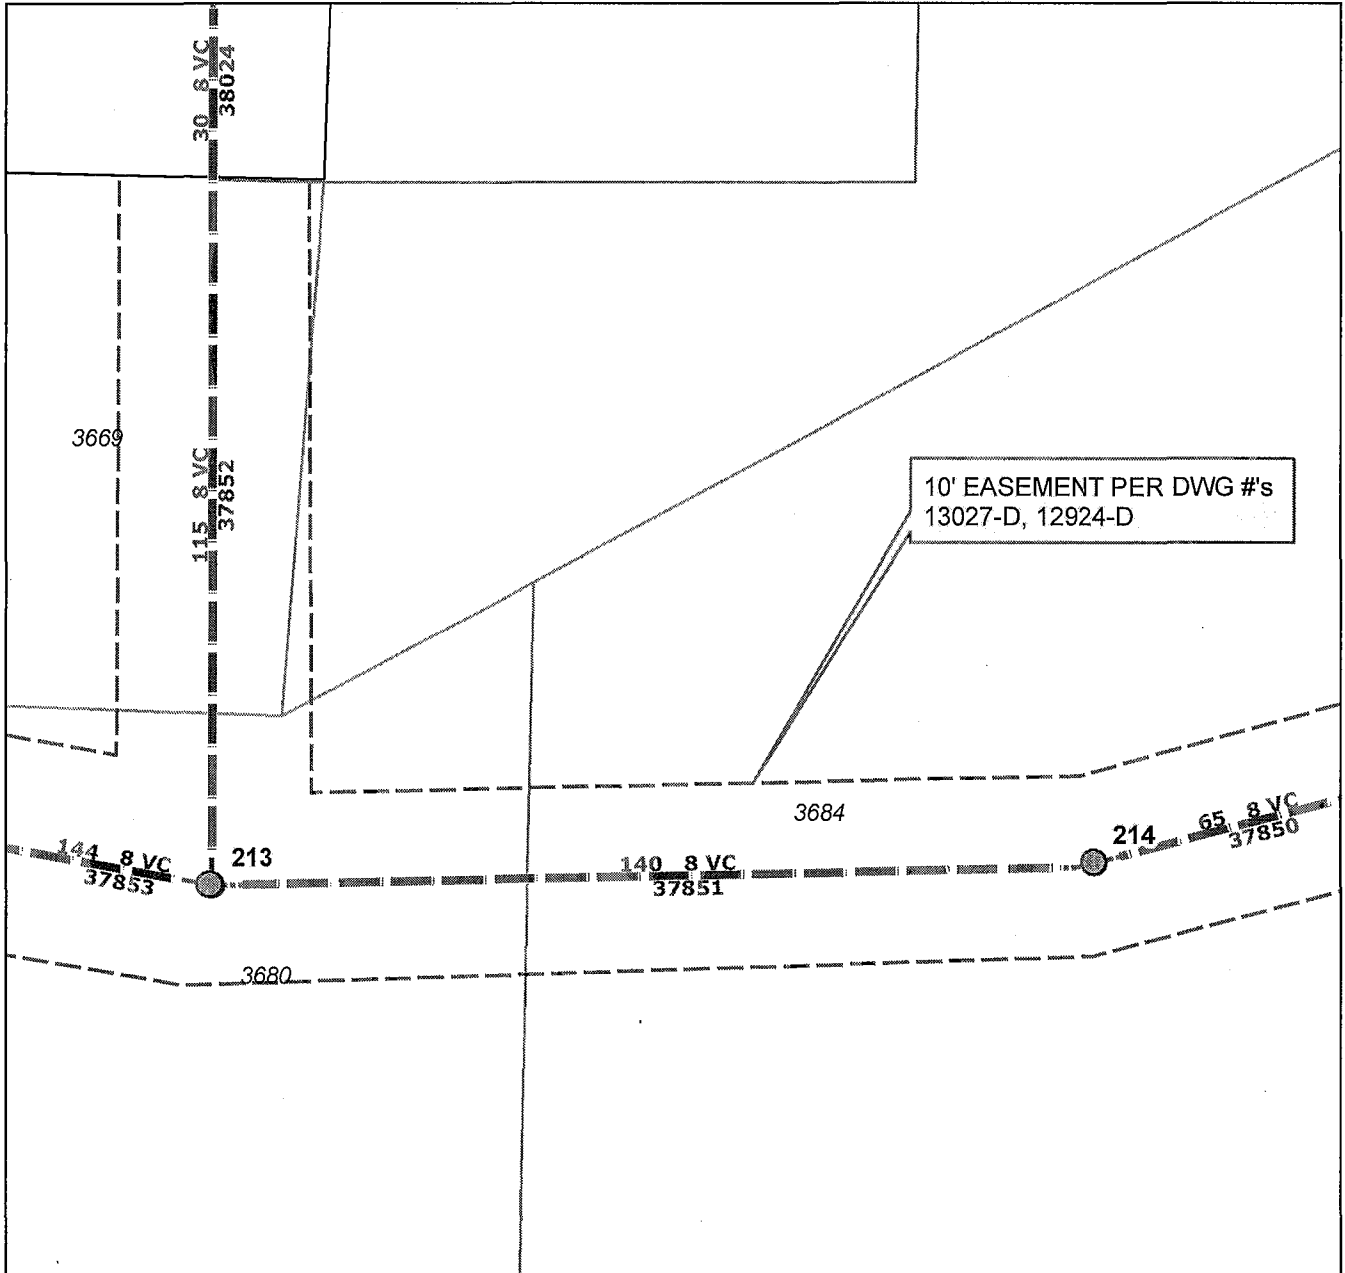 30 8 VC
38024
3669
115 8 VC
37852
10' EASEMENT PER DWG #'s
13027-D, 12924-D
3684
65 8 VC
37850
214
213
144 8 VC
37853
140 8 VC
37851
3680